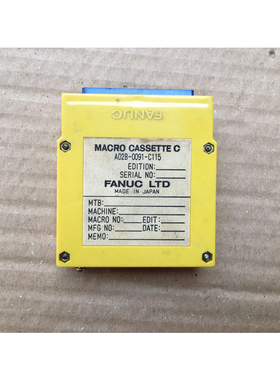 FANUC
MACRO CASSETTE C
A02B-0091-C115
EDITION:
SERIAL NO:
FANUC LTD
MADE IN JAPAN
MTB:
MACHINE:
MACRO NO: EDIT:
MFG NO: DATE:
MEMO: